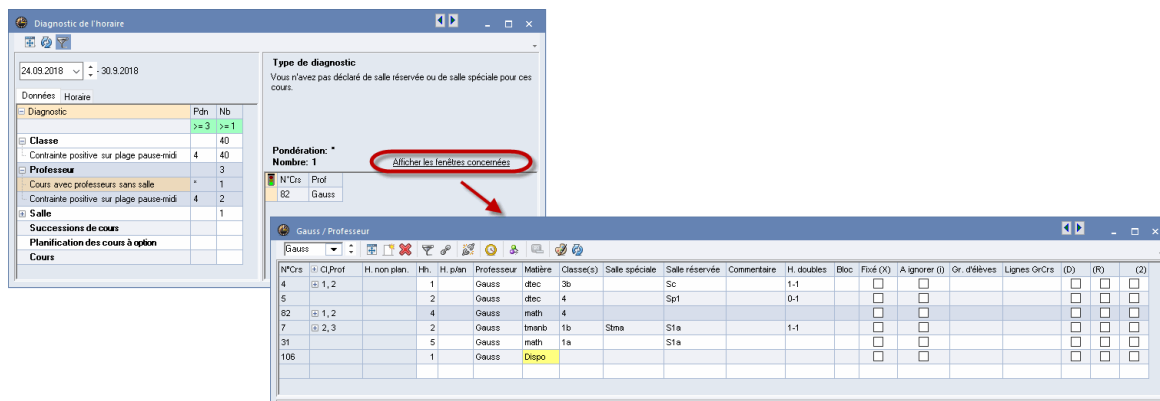 Diagnostic de l'horaire
24.09.2018 - 30.9.2018
Données Horaire
Diagnostic Pdn Nb
>= 3 >= 1
Classe 40
Contrainte positive sur plage pause-midi 4 40
Professeur 3
Cours avec professeurs sans salle * 1
Contrainte positive sur plage pause-midi 4 2
Salle 1
Successions de cours
Planification des cours à option
Cours
Type de diagnostic
Vous n'avez pas déclaré de salle réservée ou de salle spéciale pour ces
cours.
Pondération: *
Nombre: 1 Afficher les fenêtres concernées
N°Crs Prof
82 Gauss
Gauss / Professeur
Gauss
N°Crs Cl,Prof H. non plan. Hh. H. p/an Professeur Matière Classe(s) Salle spéciale Salle réservée Commentaire H. doubles Bloc Fixé (X) A ignorer (i) Gr. d'élèves Lignes GrCrs (D) (R) (2)
4 1, 2 1 Gauss dtec 3b Sc 1-1
5 2 Gauss dtec 4 Sp1 0-1
82 1, 2 4 Gauss math 4
7 2, 3 2 Gauss tmanb 1b Stma S1a 1-1
31 5 Gauss math 1a S1a
106 1 Gauss Dispo